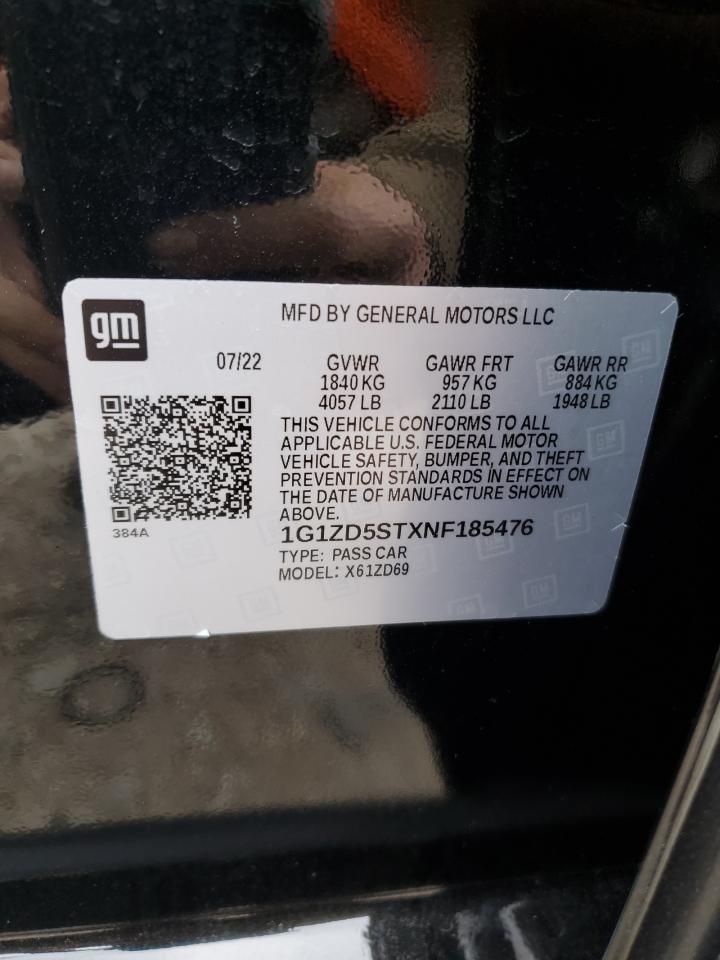 gm
MFD BY GENERAL MOTORS LLC
07/22 GVWR GAWR FRT GAWR RR
1840 KG 957 KG 884 KG
4057 LB 2110 LB 1948 LB
THIS VEHICLE CONFORMS TO ALL
APPLICABLE U.S. FEDERAL MOTOR
VEHICLE SAFETY, BUMPER, AND THEFT
PREVENTION STANDARDS IN EFFECT ON
THE DATE OF MANUFACTURE SHOWN
ABOVE.
384A
1G1ZD5STXNF185476
TYPE: PASS CAR
MODEL: X61ZD69